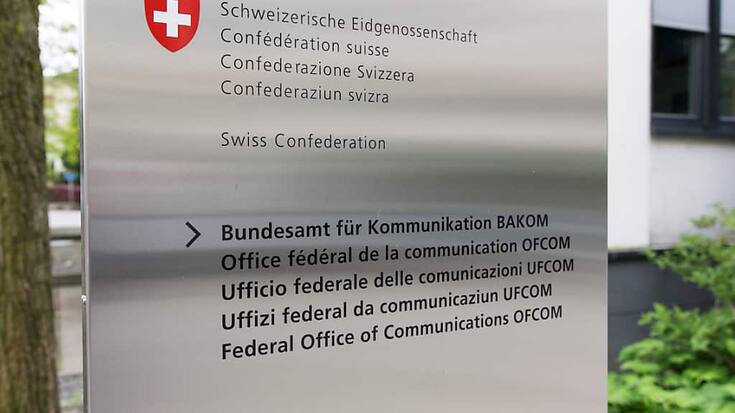 Schweizerische Eidgenossenschaft
Confédération suisse
Confederazione Svizzera
Confederaziun svizra
Swiss Confederation
Bundesamt für Kommunikation BAKOM
Office fédéral de la communication OFCOM
Ufficio federale delle comunicazioni UFCOM
Uffizi federal da communicaziun UFCOM
Federal Office of Communications OFCOM